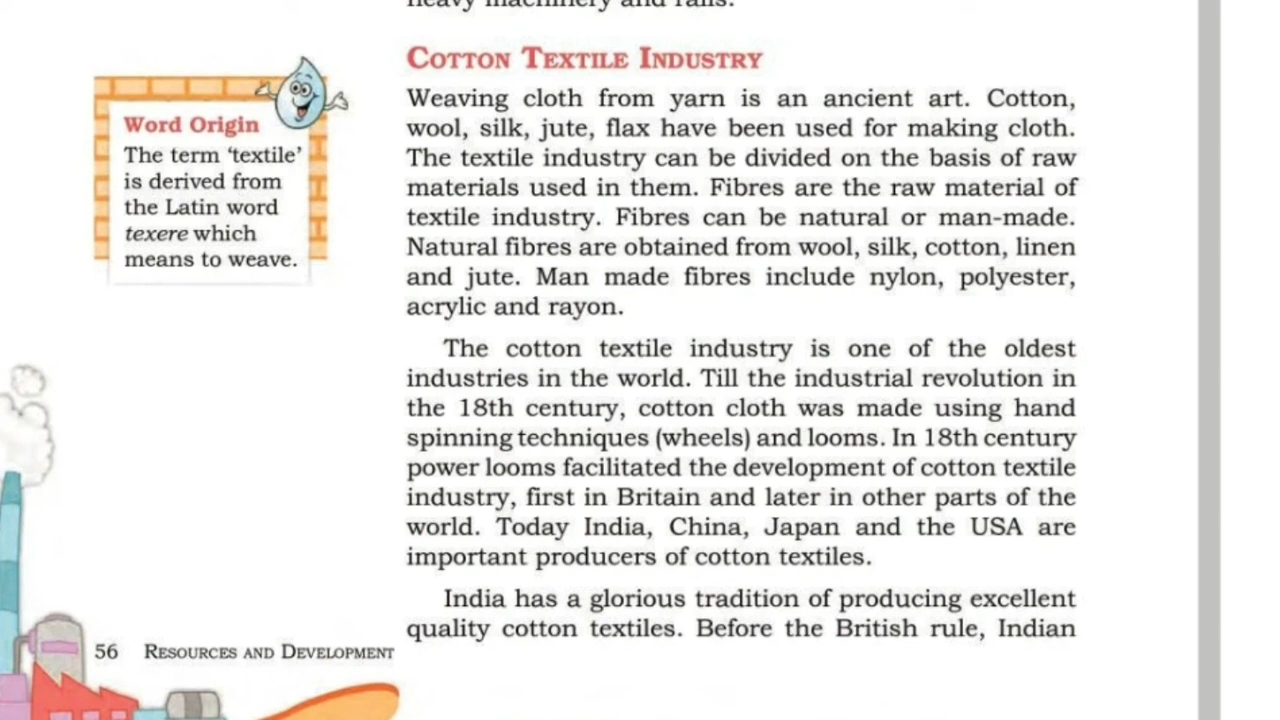 heavy machinery and rails.
COTTON TEXTILE INDUSTRY
Weaving cloth from yarn is an ancient art. Cotton,
wool, silk, jute, flax have been used for making cloth.
The textile industry can be divided on the basis of raw
materials used in them. Fibres are the raw material of
textile industry. Fibres can be natural or man-made.
Natural fibres are obtained from wool, silk, cotton, linen
and jute. Man made fibres include nylon, polyester,
acrylic and rayon.
The cotton textile industry is one of the oldest
industries in the world. Till the industrial revolution in
the 18th century, cotton cloth was made using hand
spinning techniques (wheels) and looms. In 18th century
power looms facilitated the development of cotton textile
industry, first in Britain and later in other parts of the
world. Today India, China, Japan and the USA are
important producers of cotton textiles.
India has a glorious tradition of producing excellent
quality cotton textiles. Before the British rule, Indian
Word Origin
The term ‘textile’
is derived from
the Latin word
texere which
means to weave.
56 RESOURCES AND DEVELOPMENT